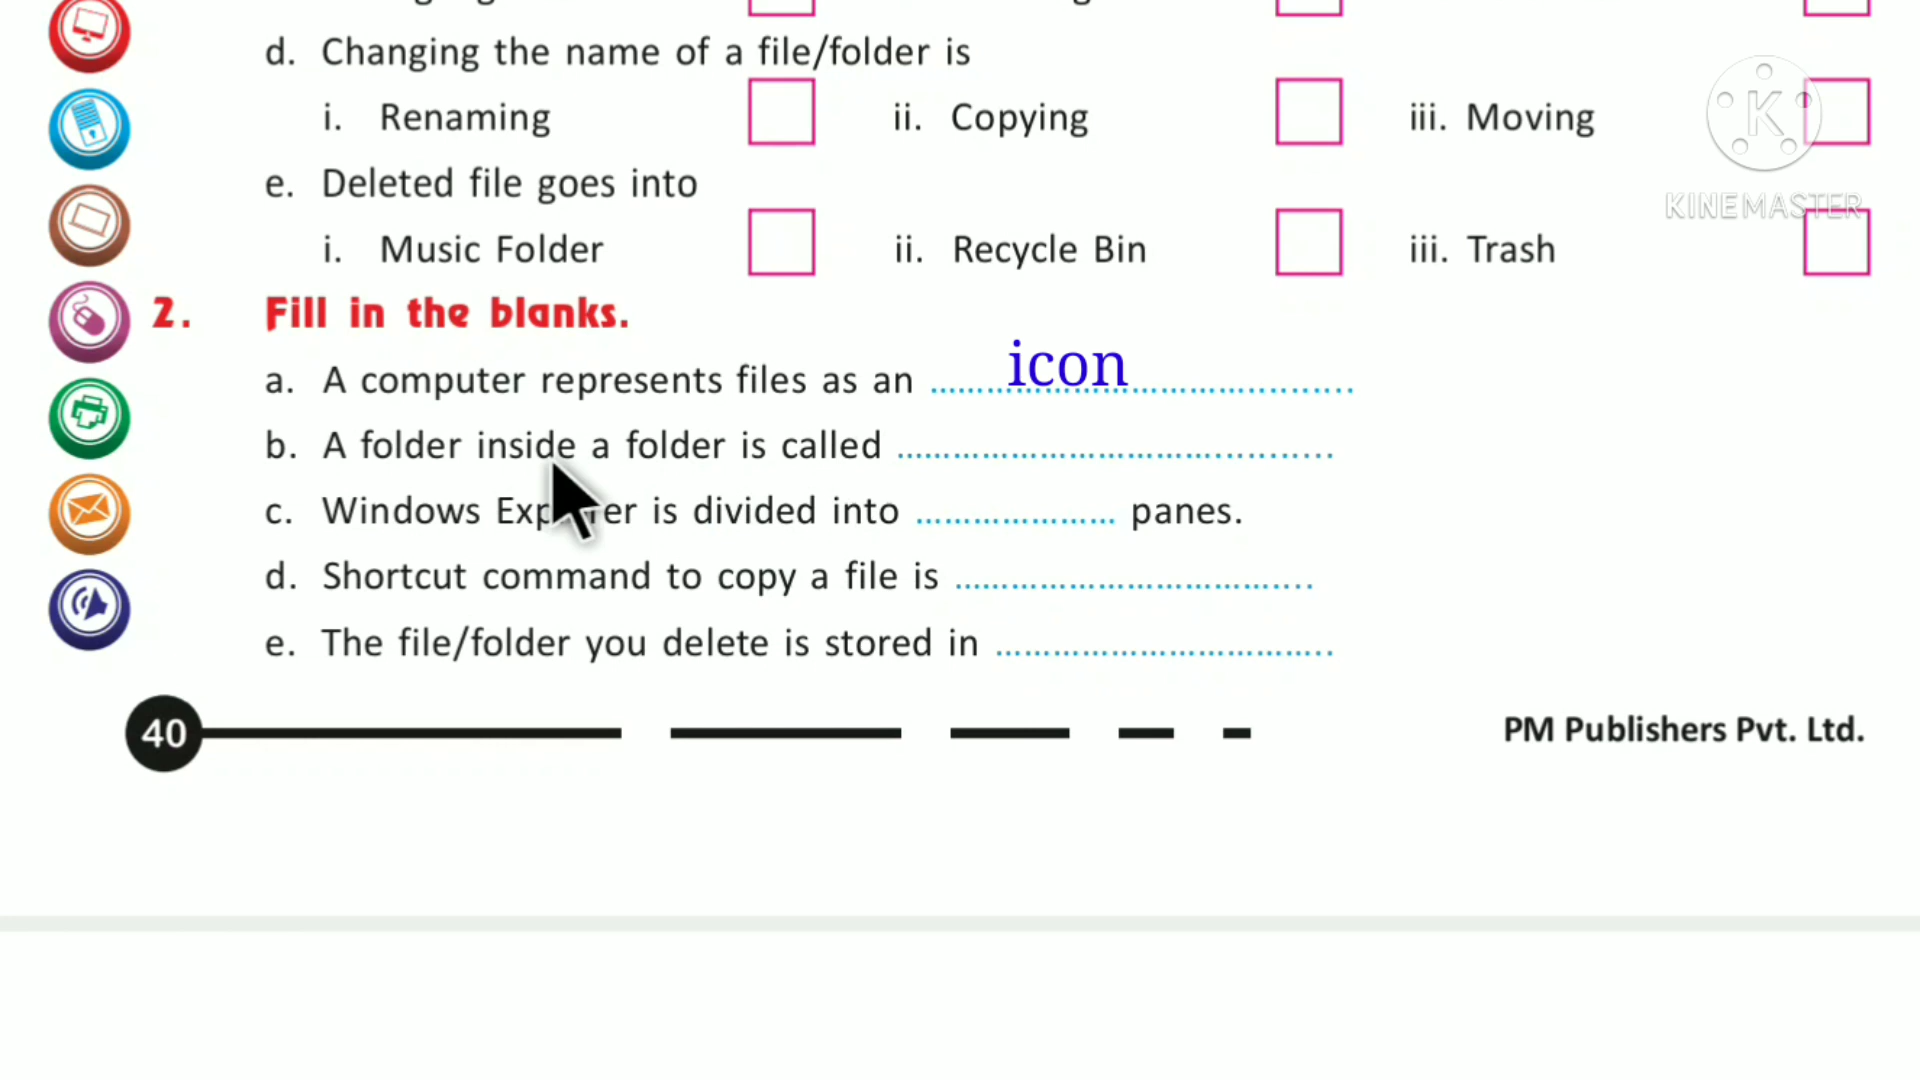 d. Changing the name of a file/folder is
i. Renaming ii. Copying iii. Moving
e. Deleted file goes into
i. Music Folder ii. Recycle Bin iii. Trash
2. Fill in the blanks.
a. A computer represents files as an ........icon........
b. A folder inside a folder is called ................
c. Windows is divided into ................ panes.
d. Shortcut command to copy a file is ................
e. The file/folder you delete is stored in ................
40 PM Publishers Pvt. Ltd.
K
KINEMASTER